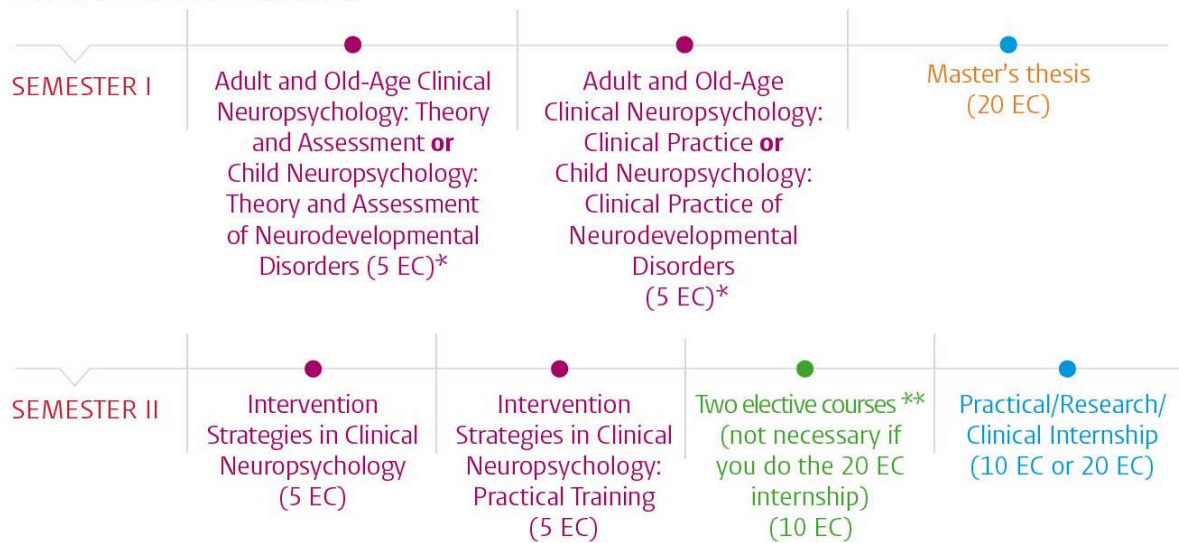 SEMESTER I
Adult and Old-Age Clinical
Neuropsychology: Theory
and Assessment or
Child Neuropsychology:
Theory and Assessment
of Neurodevelopmental
Disorders (5 EC)*
Adult and Old-Age
Clinical Neuropsychology:
Clinical Practice or
Child Neuropsychology:
Clinical Practice of
Neurodevelopmental
Disorders
(5 EC)*
Master's thesis
(20 EC)
SEMESTER II
Intervention
Strategies in Clinical
Neuropsychology
(5 EC)
Intervention
Strategies in Clinical
Neuropsychology:
Practical Training
(5 EC)
Two elective courses **
(not necessary if
you do the 20 EC
internship)
(10 EC)
Practical/Research/
Clinical Internship
(10 EC or 20 EC)